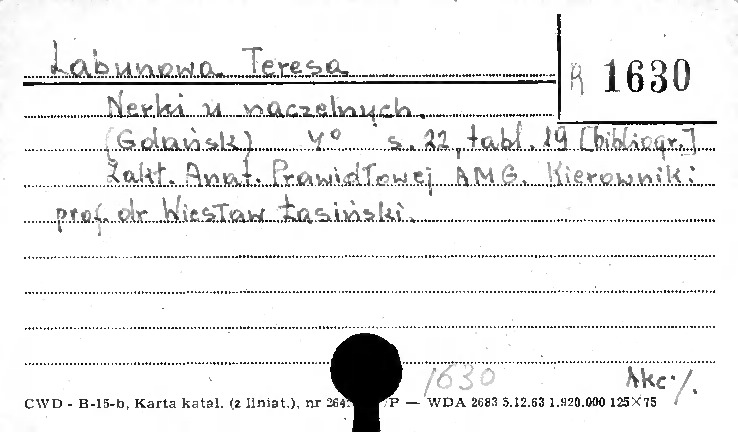 Łabunowa Teresa
R 1630
Nerki u naczelnych.
(Gdańsk) 4° s. 22, tabl. 19 [bibliogr.]
Zakł. Anat. Prawidłowej AMG. Kierownik:
prof. dr Wiesław Łasiński.
1630 Akc. /.
CWD - B-15-b, Karta katal. (z liniat.), nr 264 P — WDA 2683 5.12.63 1.920.000 125×75